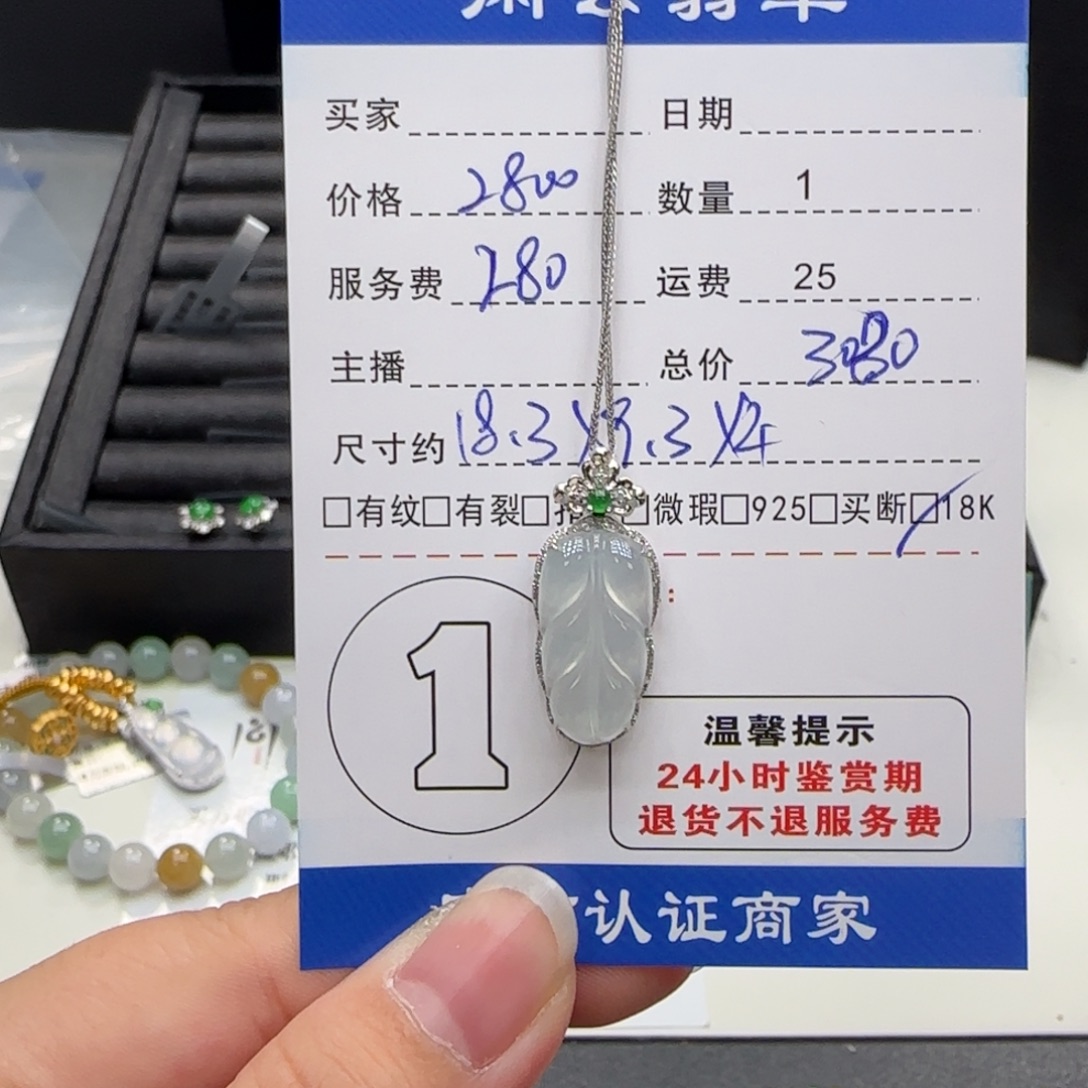 买家 日期
价格 2800 数量 1
服务费 280 运费 25
主播 总价 3080
尺寸约 18.3X9.3X4
□有纹□有裂□ □微瑕□925□买断□18K
1
温馨提示
24小时鉴赏期
退货不退服务费
认证商家